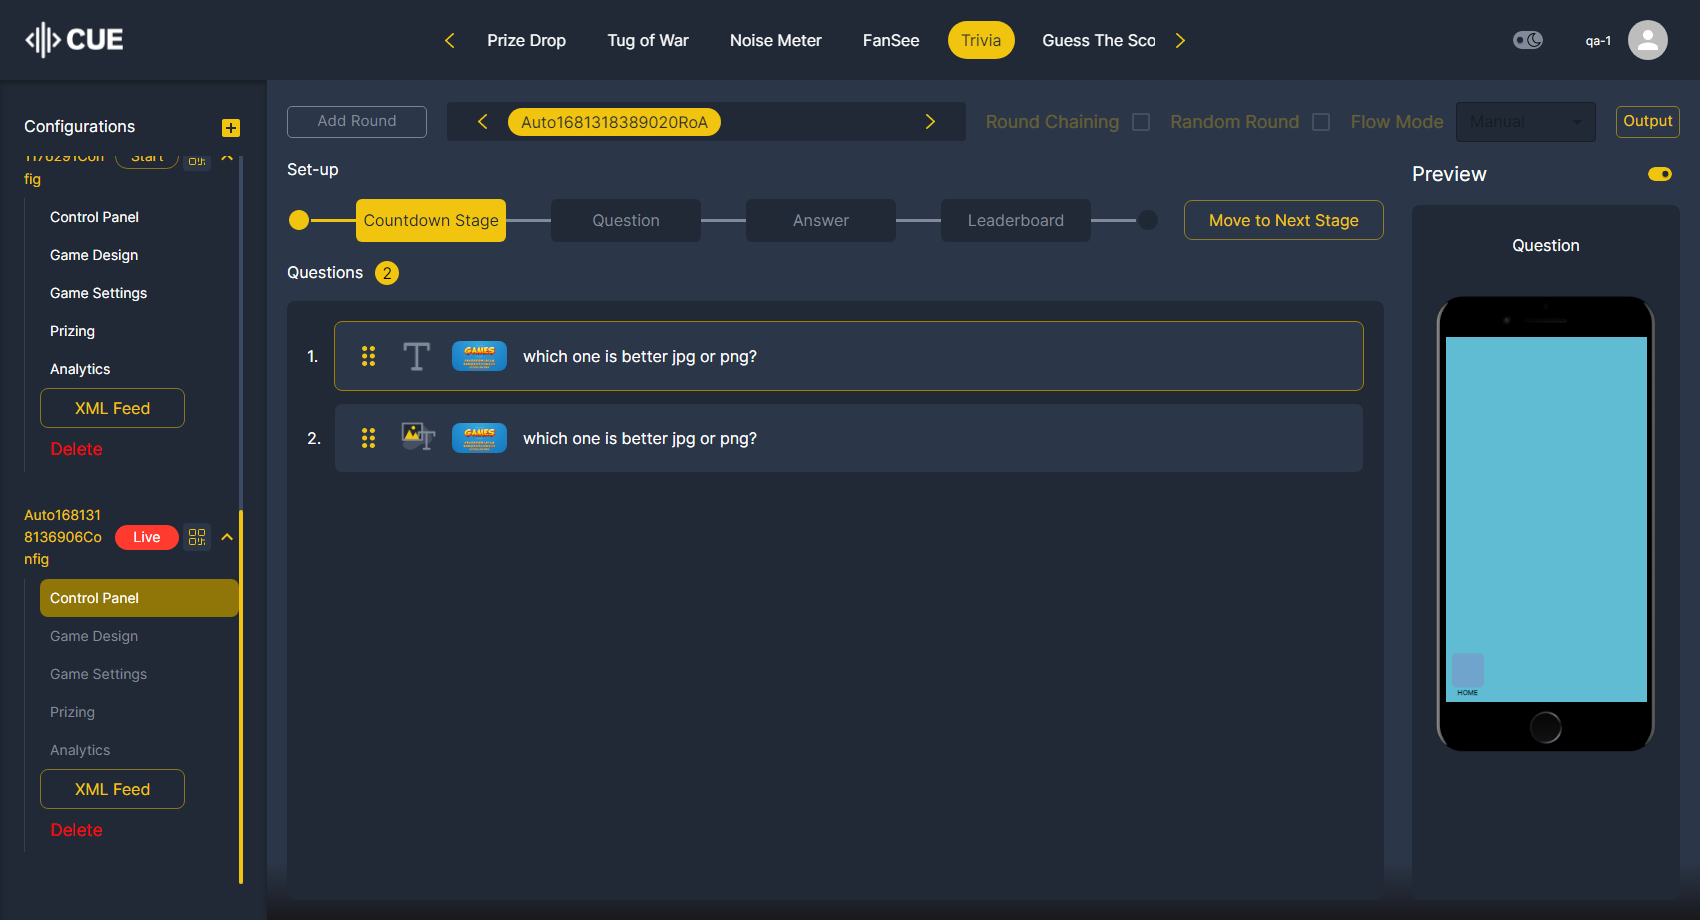 CUE
Prize Drop
Tug of War
Noise Meter
FanSee
Trivia
Guess The Sco
qa-1
Configurations
fig
Start
Control Panel
Game Design
Game Settings
Prizing
Analytics
XML Feed
Delete
Auto168131
8136906Co
nfig
Live
Control Panel
Game Design
Game Settings
Prizing
Analytics
XML Feed
Delete
Add Round
Auto1681318389020RoA
Round Chaining
Random Round
Flow Mode
Manual
Output
Set-up
Countdown Stage
Question
Answer
Leaderboard
Move to Next Stage
Questions 2
1.
GAMES
which one is better jpg or png?
2.
GAMES
which one is better jpg or png?
Preview
Question
HOME